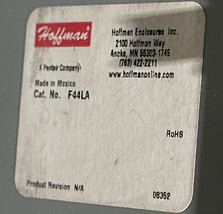 Hoffman
A Pentair Company
Made in Mexico
Cat. No. F44LA
Hoffman Enclosures Inc.
2100 Hoffman Way
Anoka, MN 55303-1745
(763) 422-2211
www.hoffmanonline.com
RoHS
Product Revision N/A
08352